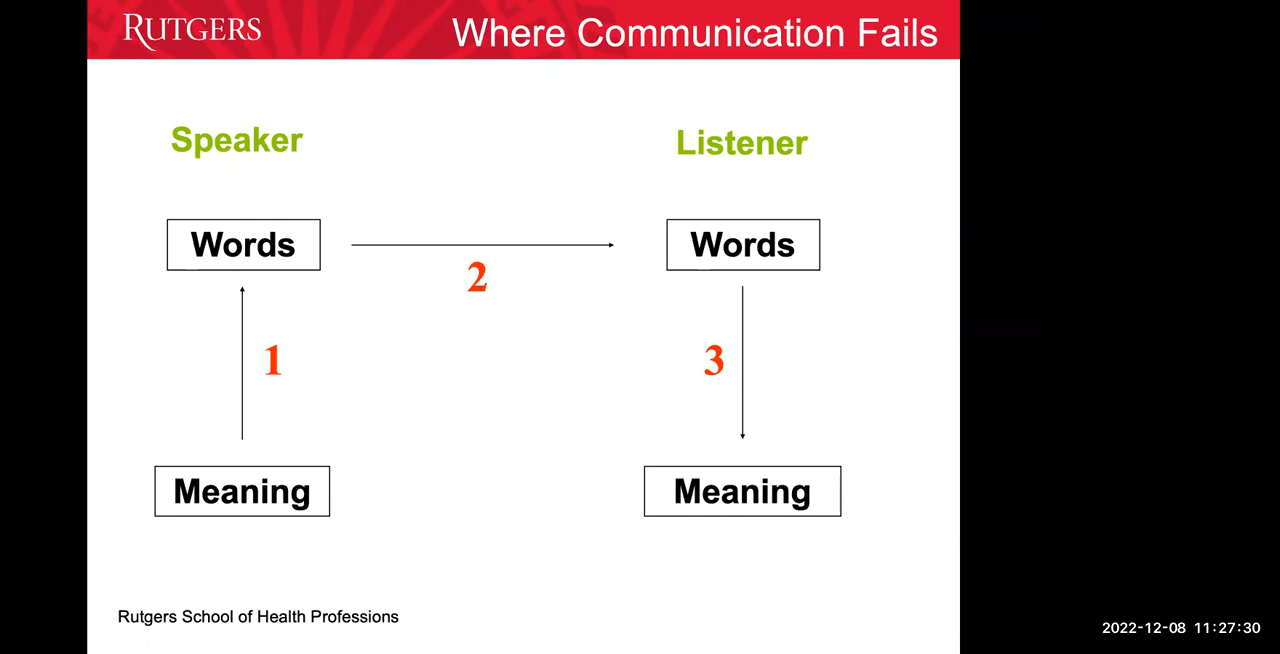 RUTGERS
Where Communication Fails
Speaker
Listener
Words
Words
2
1
3
Meaning
Meaning
Rutgers School of Health Professions
2022-12-08 11:27:30